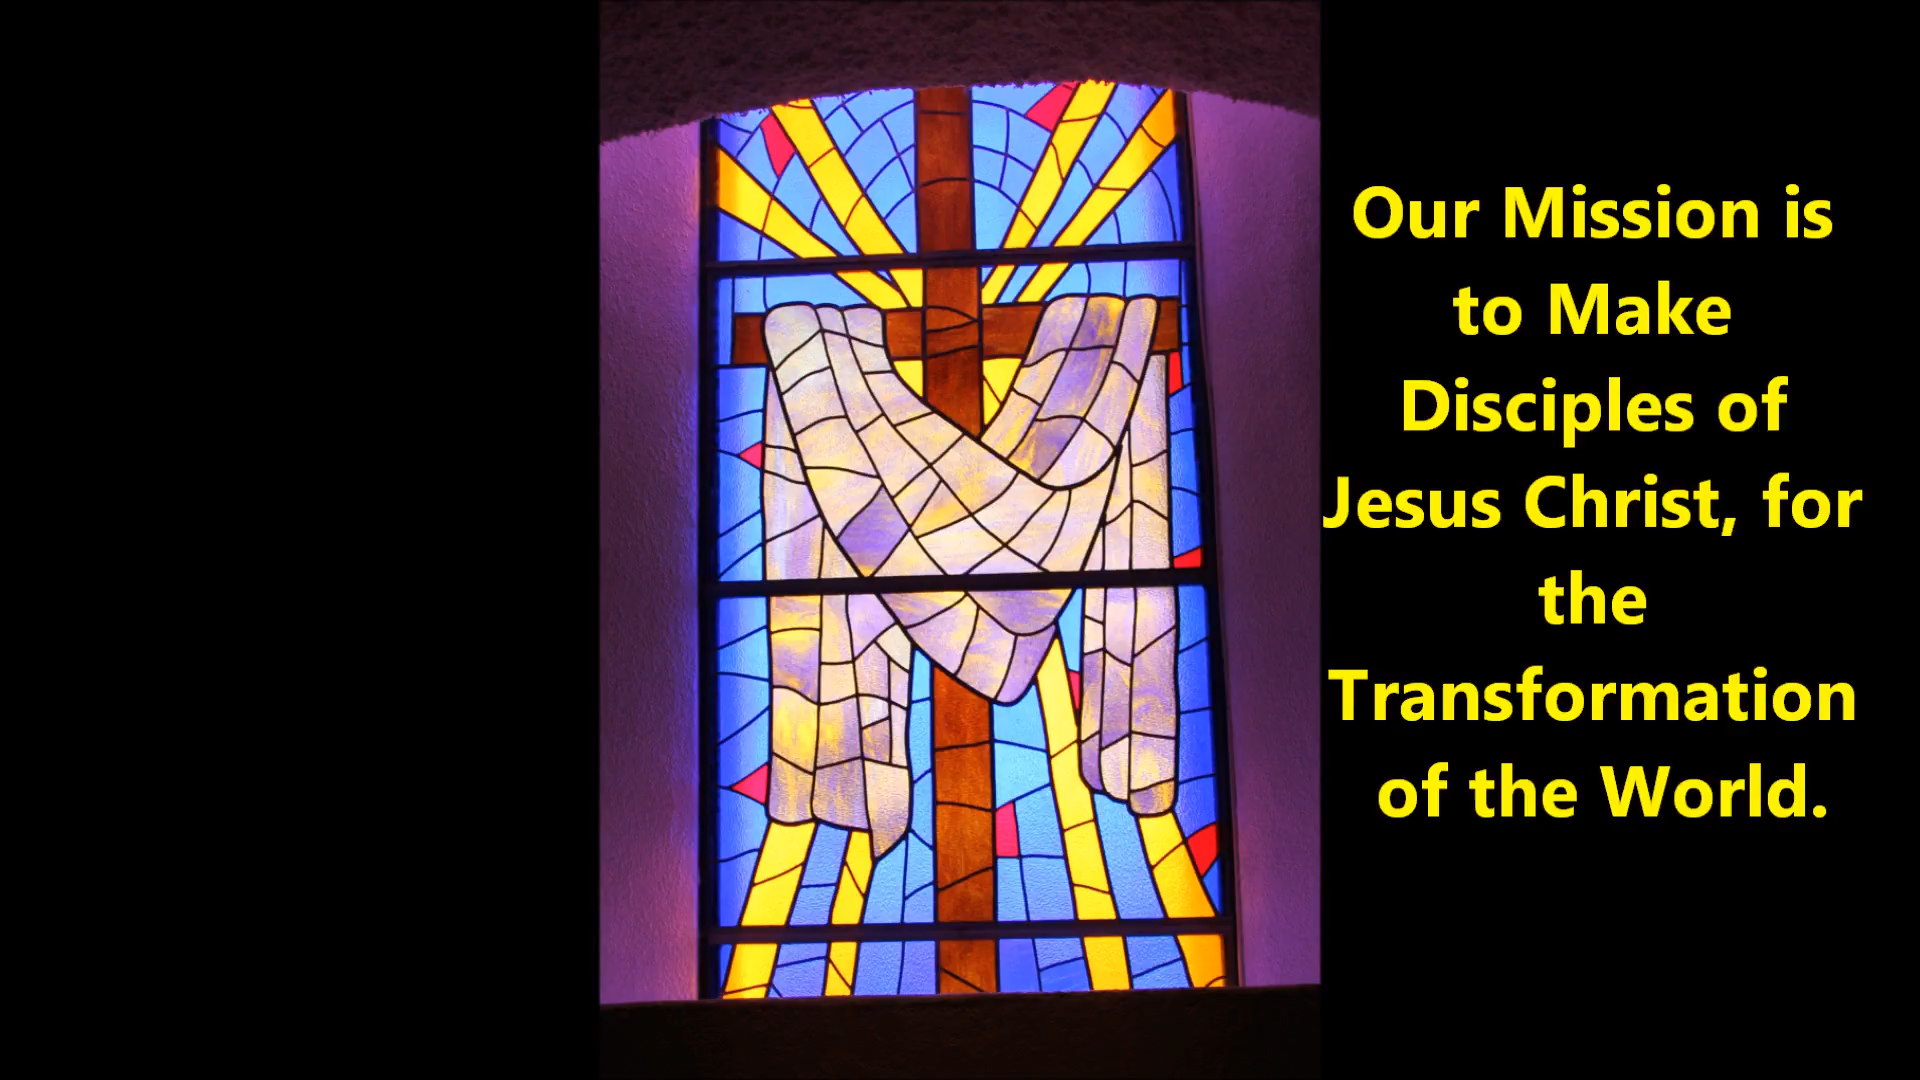 Our Mission is
to Make
Disciples of
Jesus Christ, for
the
Transformation
of the World.